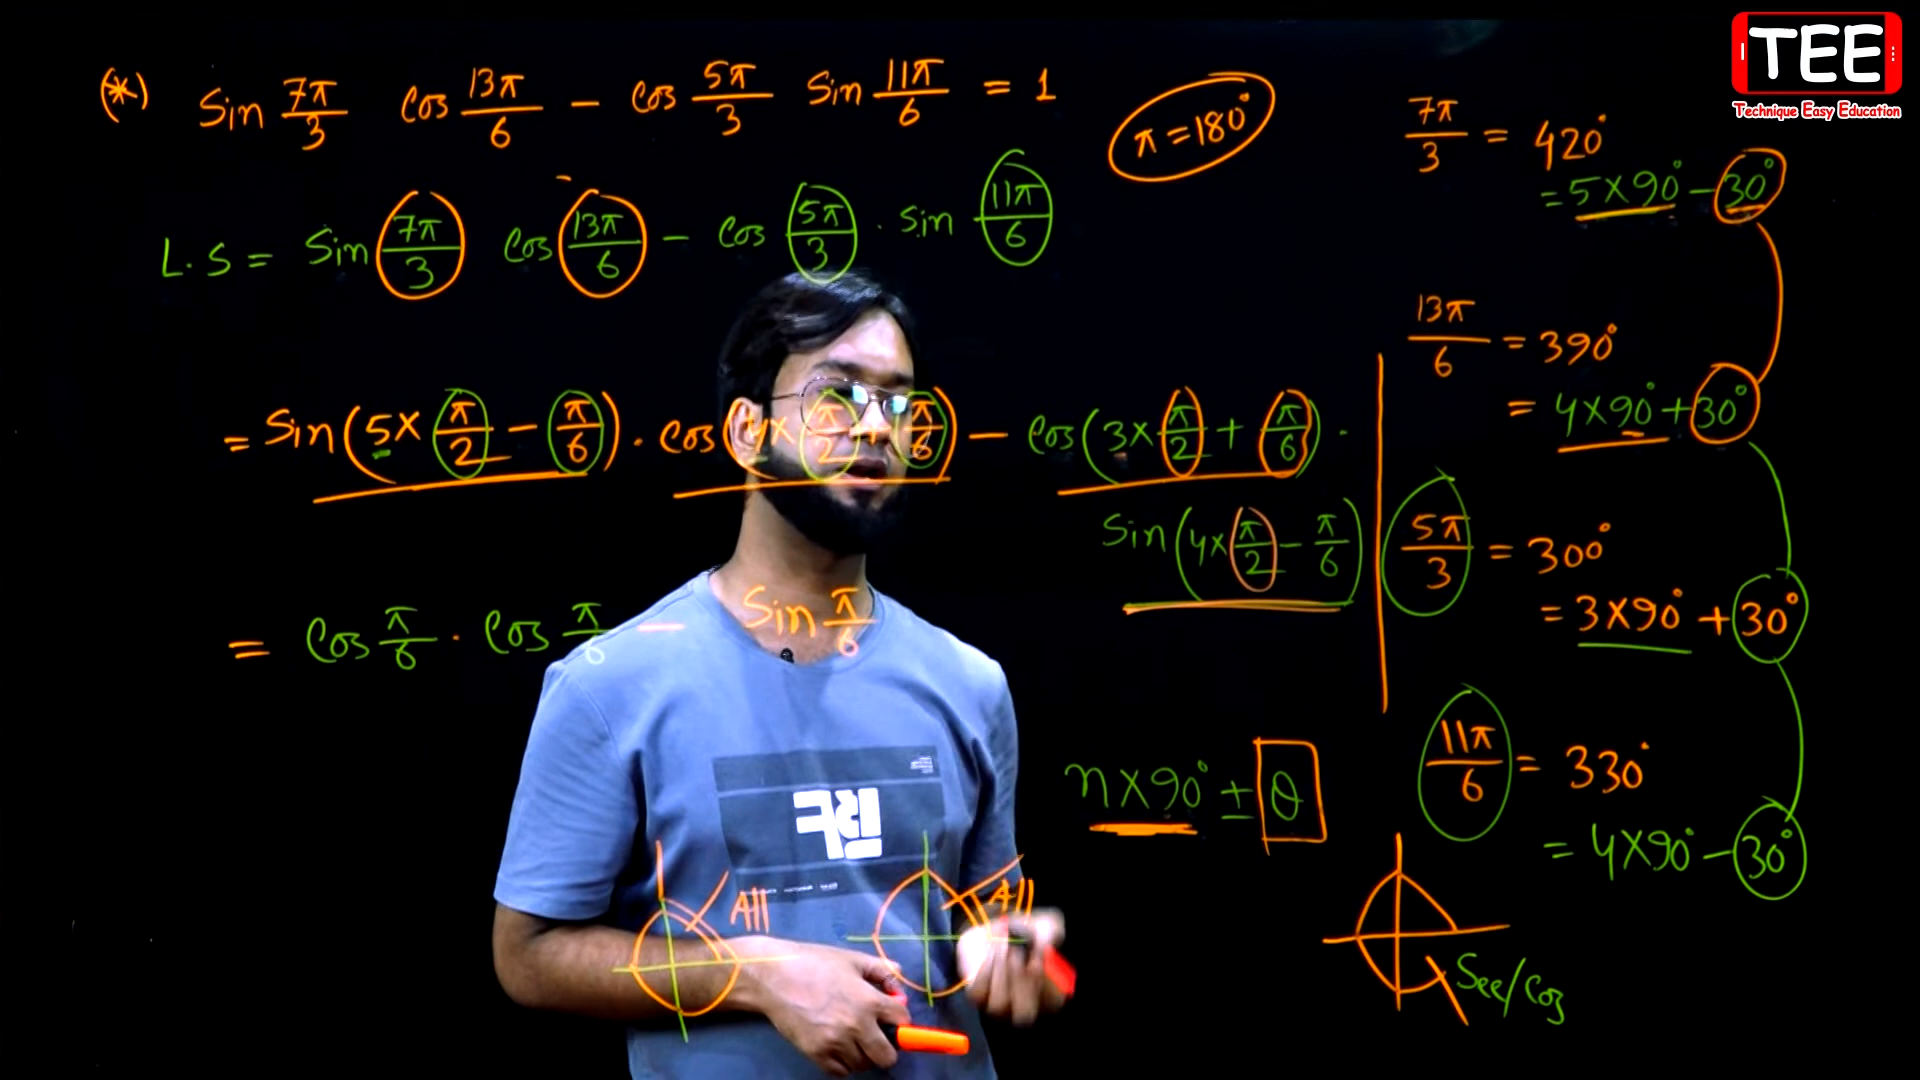 TEE
Technique Easy Education
(*) Sin 7π/3 Cos 13π/6 − Cos 5π/3 Sin 11π/6 = 1
π = 180°
L.S = Sin 7π/3 Cos 13π/6 − Cos 5π/3 . Sin 11π/6
= Sin(5×π/2 − π/6) . Cos(4×π/2 + π/6) − Cos(3×π/2 + π/6) .
Sin(4×π/2 − π/6)
= Cos π/6 . Cos π/6 − Sin π/6
7π/3 = 420°
= 5×90° − 30°
13π/6 = 390°
= 4×90° + 30°
5π/3 = 300°
= 3×90° + 30°
11π/6 = 330°
= 4×90° − 30°
n×90° ± θ
All
All
Sec/Cos